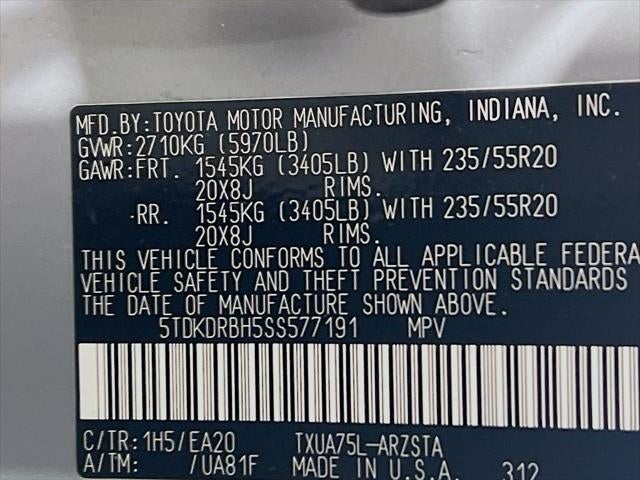 MFD.BY:TOYOTA MOTOR MANUFACTURING, INDIANA, INC.
GVWR:2710KG (5970LB)
GAWR:FRT. 1545KG (3405LB) WITH 235/55R20
20X8J RIMS.
RR. 1545KG (3405LB) WITH 235/55R20
20X8J RIMS.
THIS VEHICLE CONFORMS TO ALL APPLICABLE FEDERA
VEHICLE SAFETY AND THEFT PREVENTION STANDARDS
THE DATE OF MANUFACTURE SHOWN ABOVE.
5TDKDRBH5SS577191 MPV
C/TR:1H5/EA20 TXUA75L-ARZSTA
A/TM: /UA81F MADE IN U.S.A. 312